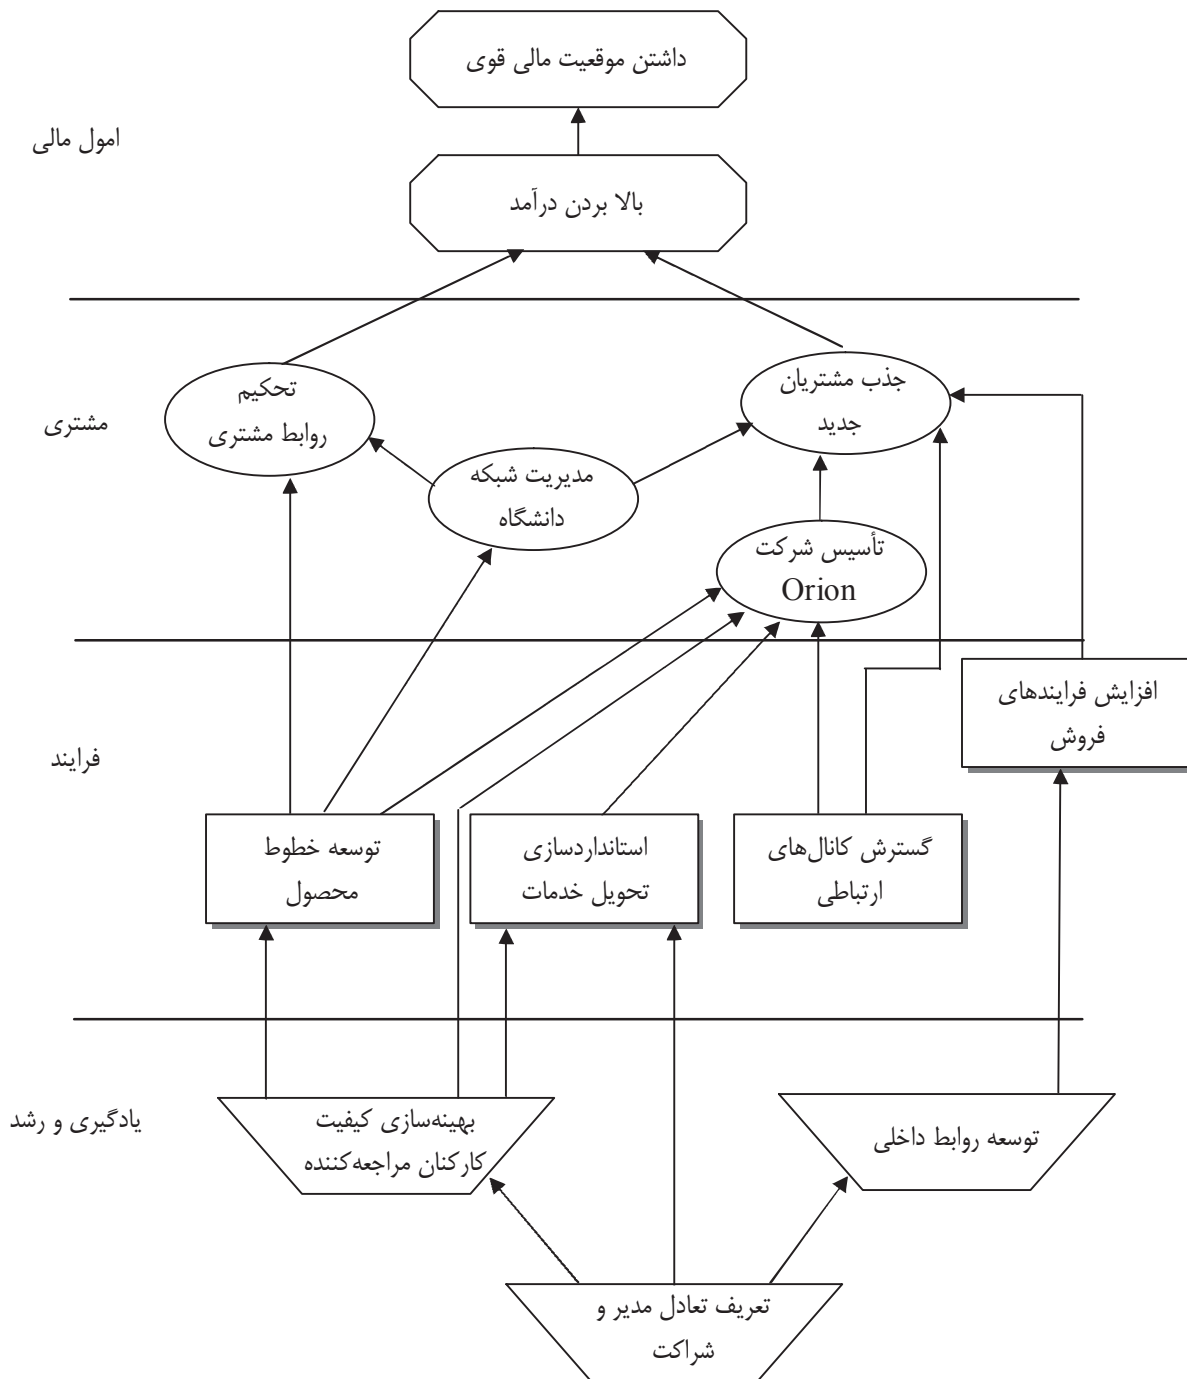 داشتن موقعیت مالی قوی
امول مالی
بالا بردن درآمد
جذب مشتریان
جدید
تحکیم
روابط مشتری
مشتری
مدیریت شبکه
دانشگاه
تأسیس شرکت
Orion
افزایش فرایندهای
فروش
فرایند
گسترش کانال‌های
ارتباطی
استانداردسازی
تحویل خدمات
توسعه خطوط
محصول
توسعه روابط داخلی
بهینه‌سازی کیفیت
کارکنان مراجعه‌کننده
یادگیری و رشد
تعریف تعادل مدیر و
شراکت